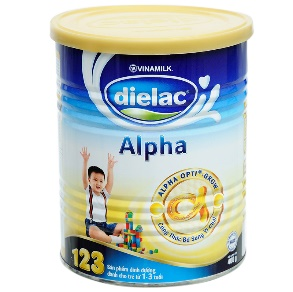 VINAMILK
dielac
Alpha
ALPHA OPTI® GROW
123
Sản phẩm dinh dưỡng
dành cho trẻ từ 1-3 tuổi